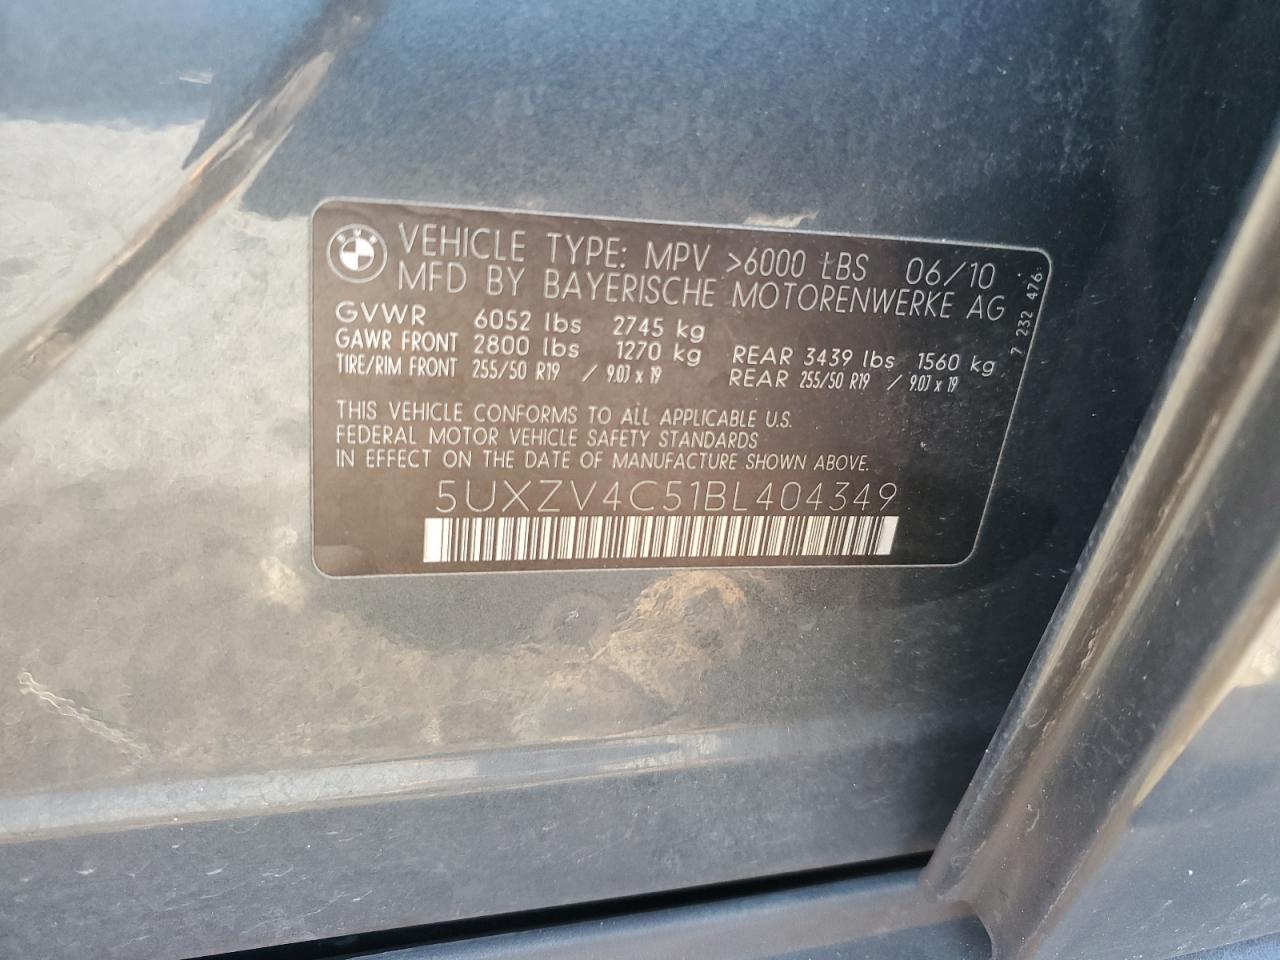 VEHICLE TYPE: MPV >6000 LBS 06/10
MFD BY BAYERISCHE MOTORENWERKE AG
GVWR 6052 lbs 2745 kg
GAWR FRONT 2800 lbs 1270 kg REAR 3439 lbs 1560 kg
TIRE/RIM FRONT 255/50 R19 / 9.0J x 19 REAR 255/50 R19 / 9.0J x 19
7 232 476
THIS VEHICLE CONFORMS TO ALL APPLICABLE U.S.
FEDERAL MOTOR VEHICLE SAFETY STANDARDS
IN EFFECT ON THE DATE OF MANUFACTURE SHOWN ABOVE.
5UXZV4C51BL404349